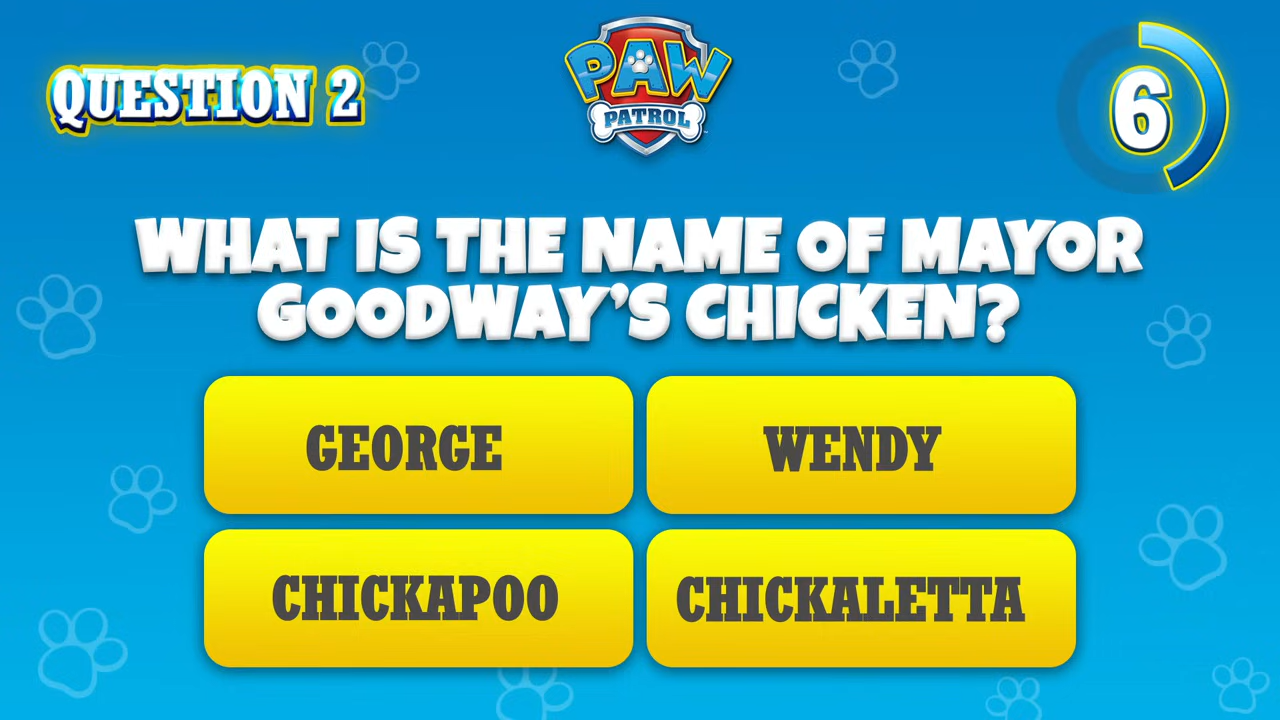 QUESTION 2
PAW
PATROL
6
WHAT IS THE NAME OF MAYOR
GOODWAY'S CHICKEN?
GEORGE
WENDY
CHICKAPOO
CHICKALETTA